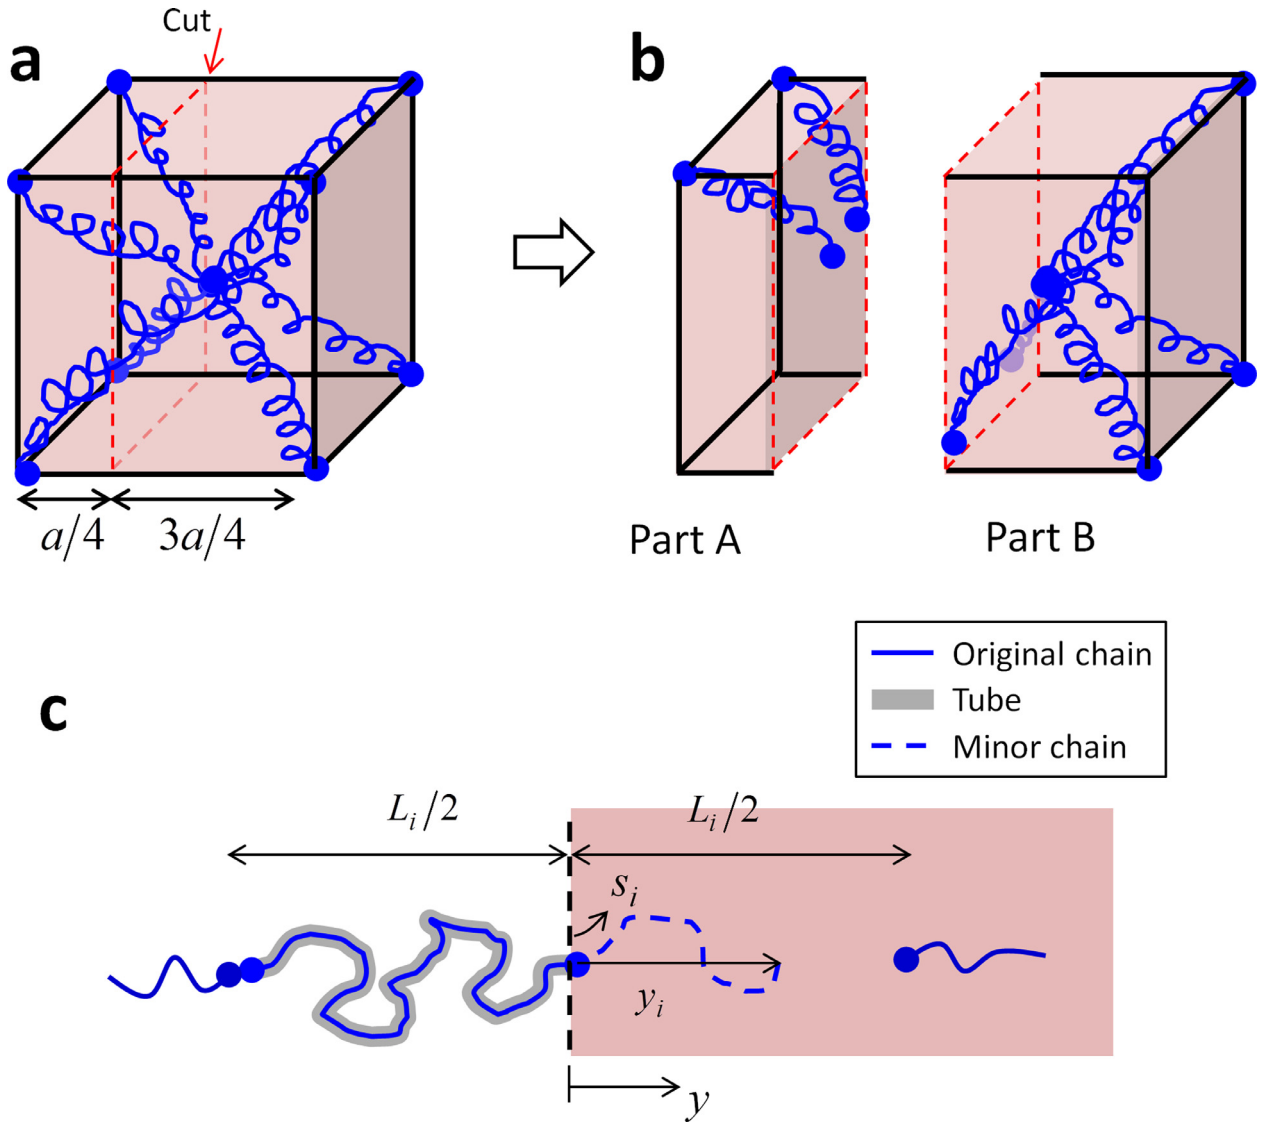 Cut
a
b
a/4
3a/4
Part A
Part B
Original chain
Tube
Minor chain
c
L_i/2
L_i/2
s_i
y_i
y